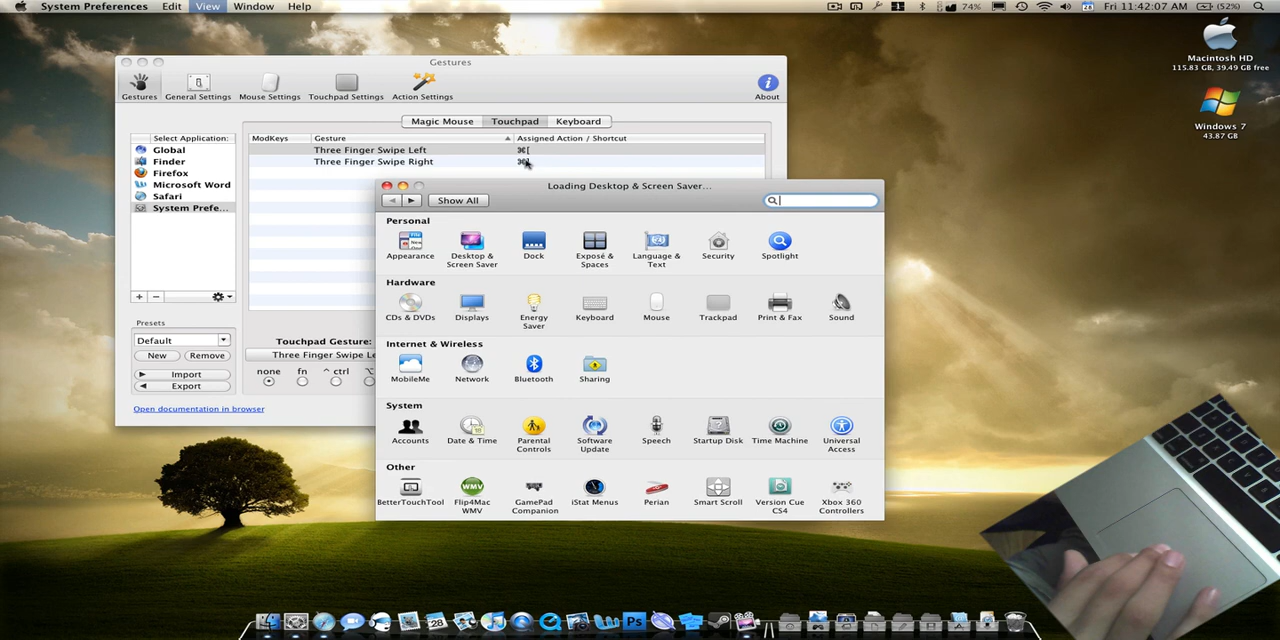 System Preferences Edit View Window Help
74% Fri 11:42:07 AM (52%)
Macintosh HD
115.83 GB, 39.49 GB free
Windows 7
43.87 GB
Gestures
Gestures General Settings Mouse Settings Touchpad Settings Action Settings About
Magic Mouse Touchpad Keyboard
Select Application:
Global
Finder
Firefox
Microsoft Word
Safari
System Prefe...
ModKeys Gesture Assigned Action / Shortcut
Three Finger Swipe Left ⌘[
Three Finger Swipe Right
Presets
Default
New Remove
Import
Export
Open documentation in browser
Touchpad Gesture:
Three Finger Swipe Le
none fn ^ ctrl ⌥
Loading Desktop & Screen Saver...
Show All
Personal
Appearance
Desktop &
Screen Saver
Dock
Exposé &
Spaces
Language &
Text
Security
Spotlight
Hardware
CDs & DVDs
Displays
Energy
Saver
Keyboard
Mouse
Trackpad
Print & Fax
Sound
Internet & Wireless
MobileMe
Network
Bluetooth
Sharing
System
Accounts
Date & Time
Parental
Controls
Software
Update
Speech
Startup Disk
Time Machine
Universal
Access
Other
BetterTouchTool
Flip4Mac
WMV
GamePad
Companion
iStat Menus
Perian
Smart Scroll
Version Cue
CS4
Xbox 360
Controllers